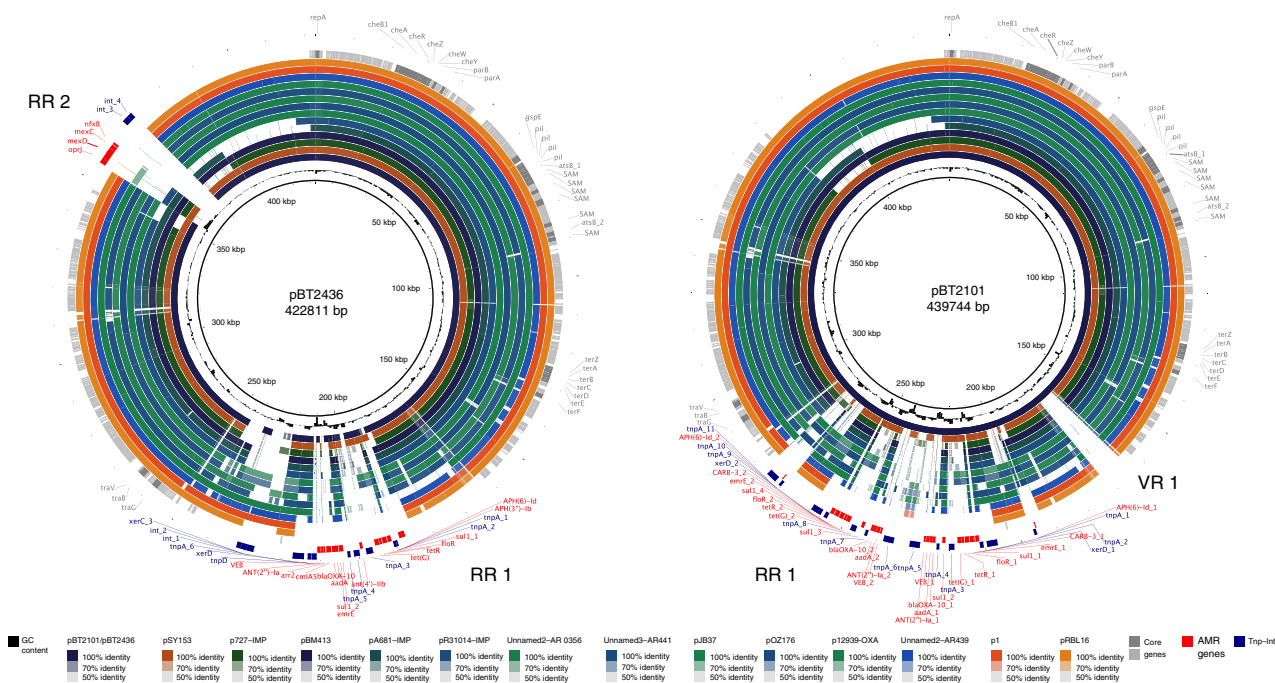 repA
cheB1
cheA
cheR
cheZ
cheW
cheY
parB
parA
gspE
pil
pil
pil
pil
atsB_1
SAM
SAM
SAM
SAM
SAM
atsB_2
SAM
terZ
terA
terB
terC
terD
terE
terF
RR 2
int_4
int_3
nfxB
mexC
mexD
oprJ
400 kbp
50 kbp
350 kbp
100 kbp
300 kbp
150 kbp
250 kbp
200 kbp
pBT2436
422811 bp
traV
traB
traG
xerC_3
int_2
int_1
tnpA_6
xerD
tnpD
VEB
ANT(2'')-Ia
arr2
cmlA5
blaOXA-10
aadA
ant(4')-IIb
tnpA_4
tnpA_5
sul1_2
emrE
tnpA_3
tet(G)
tetR
floR
sul1_1
tnpA_2
tnpA_1
APH(3'')-Ib
APH(6)-Id
RR 1
repA
cheB1
cheA
cheR
cheZ
cheW
cheY
parB
parA
gspE
pil
pil
pil
pil
atsB_1
SAM
SAM
SAM
SAM
atsB_2
SAM
terZ
terA
terB
terC
terD
terE
terF
400 kbp
50 kbp
350 kbp
100 kbp
300 kbp
150 kbp
250 kbp
200 kbp
pBT2101
439744 bp
VR 1
traV
traB
traG
tnpA_11
APH(6)-Id_2
tnpA_10
tnpA_9
xerD_2
CARB-3_2
emrE_2
sul1_4
floR_2
tetR_2
tet(G)_2
tnpA_8
sul1_3
tnpA_7
blaOXA-10_2
aadA_2
tnpA_6
ANT(2'')-Ia_2
VEB_2
tnpA_5
VEB_1
tnpA_4
tnpA_3
sul1_2
blaOXA-10_1
aadA_1
ANT(2'')-Ia_1
tet(G)_1
tetR_1
floR_1
sul1_1
emrE_1
xerD_1
tnpA_2
CARB-3_1
tnpA_1
APH(6)-Id_1
RR 1
GC
content
pBT2101/pBT2436
100% identity
70% identity
50% identity
pSY153
100% identity
70% identity
50% identity
p727-IMP
100% identity
70% identity
50% identity
pBM413
100% identity
70% identity
50% identity
pA681-IMP
100% identity
70% identity
50% identity
pR31014-IMP
100% identity
70% identity
50% identity
Unnamed2-AR 0356
100% identity
70% identity
50% identity
Unnamed3-AR441
100% identity
70% identity
50% identity
pJB37
100% identity
70% identity
50% identity
pOZ176
100% identity
70% identity
50% identity
p12939-OXA
100% identity
70% identity
50% identity
Unnamed2-AR439
100% identity
70% identity
50% identity
p1
100% identity
70% identity
50% identity
pRBL16
100% identity
70% identity
50% identity
Core
genes
AMR
genes
Tnp-Int